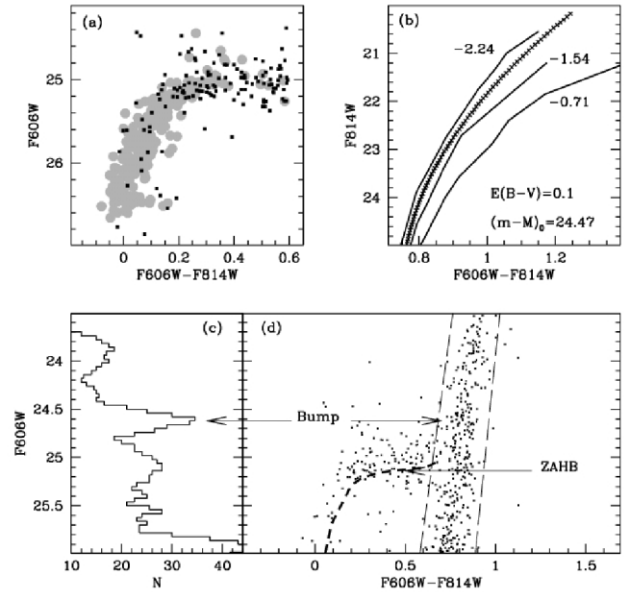 (a)
F606W
25
26
0
0.2
0.4
0.6
F606W−F814W
(b)
F814W
21
22
23
24
−2.24
−1.54
−0.71
E(B−V)=0.1
(m−M)₀=24.47
0.8
1
1.2
F606W−F814W
(c)
F606W
24
24.5
25
25.5
10
20
30
40
N
(d)
Bump
ZAHB
0
0.5
1
1.5
F606W−F814W